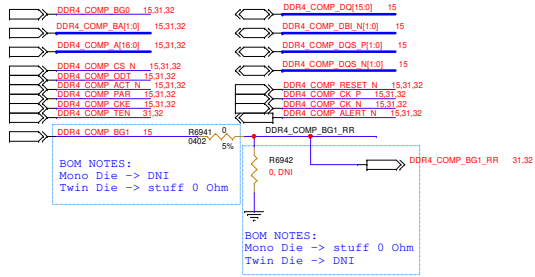 DDR4_COMP_BG0 15,31,32
DDR4_COMP_BA[1:0] 15,31,32
DDR4_COMP_A[16:0] 15,31,32
DDR4_COMP_CS_N 15,31,32
DDR4_COMP_ODT 15,31,32
DDR4_COMP_ACT_N 15,31,32
DDR4_COMP_PAR 15,31,32
DDR4_COMP_CKE 15,31,32
DDR4_COMP_TEN 31,32
DDR4_COMP_BG1 15
DDR4_COMP_DQ[15:0] 15
DDR4_COMP_DBI_N[1:0] 15
DDR4_COMP_DQS_P[1:0] 15
DDR4_COMP_DQS_N[1:0] 15
DDR4_COMP_RESET_N 15,31,32
DDR4_COMP_CK_P 15,31,32
DDR4_COMP_CK_N 15,31,32
DDR4_COMP_ALERT_N 15,31,32
R6941 0
0402 5%
DDR4_COMP_BG1_RR
R6942
0, DNI
DDR4_COMP_BG1_RR 31,32
BOM NOTES:
Mono Die -> DNI
Twin Die -> stuff 0 Ohm
BOM NOTES:
Mono Die -> stuff 0 Ohm
Twin Die -> DNI